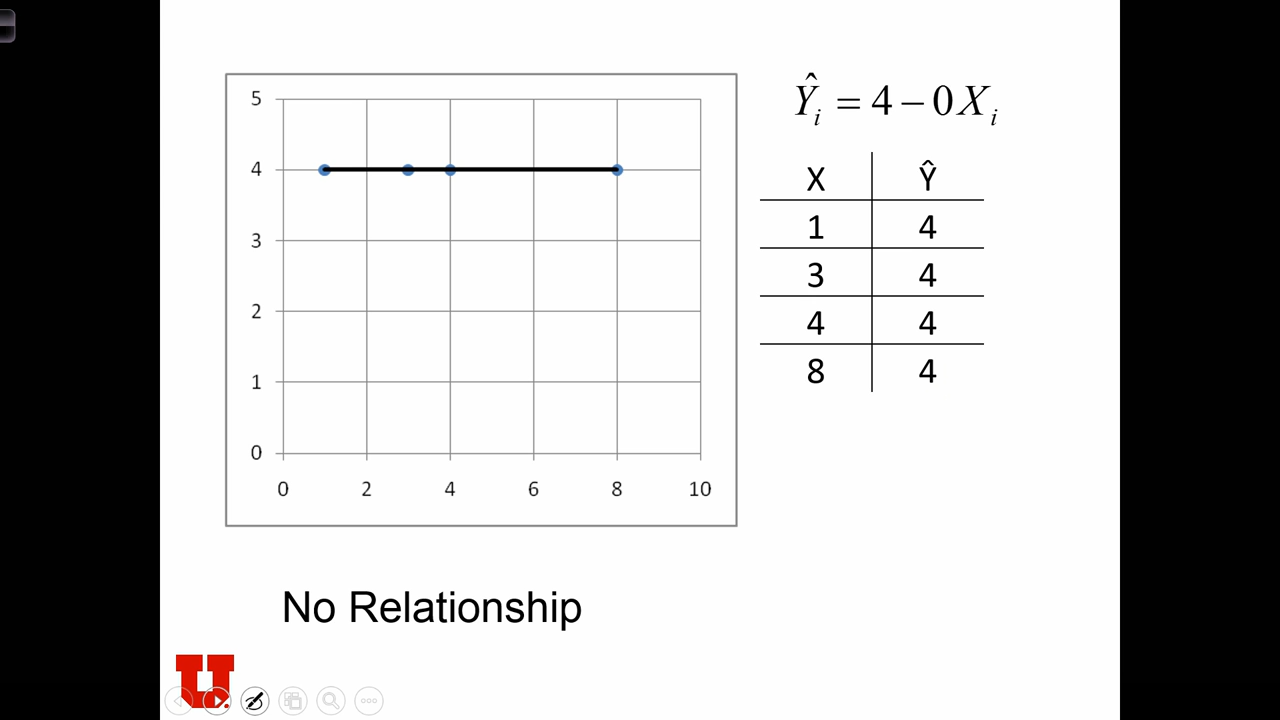 5
4
3
2
1
0
0 2 4 6 8 10
Ŷi = 4 – 0Xi
X Ŷ
1 4
3 4
4 4
8 4
No Relationship
U